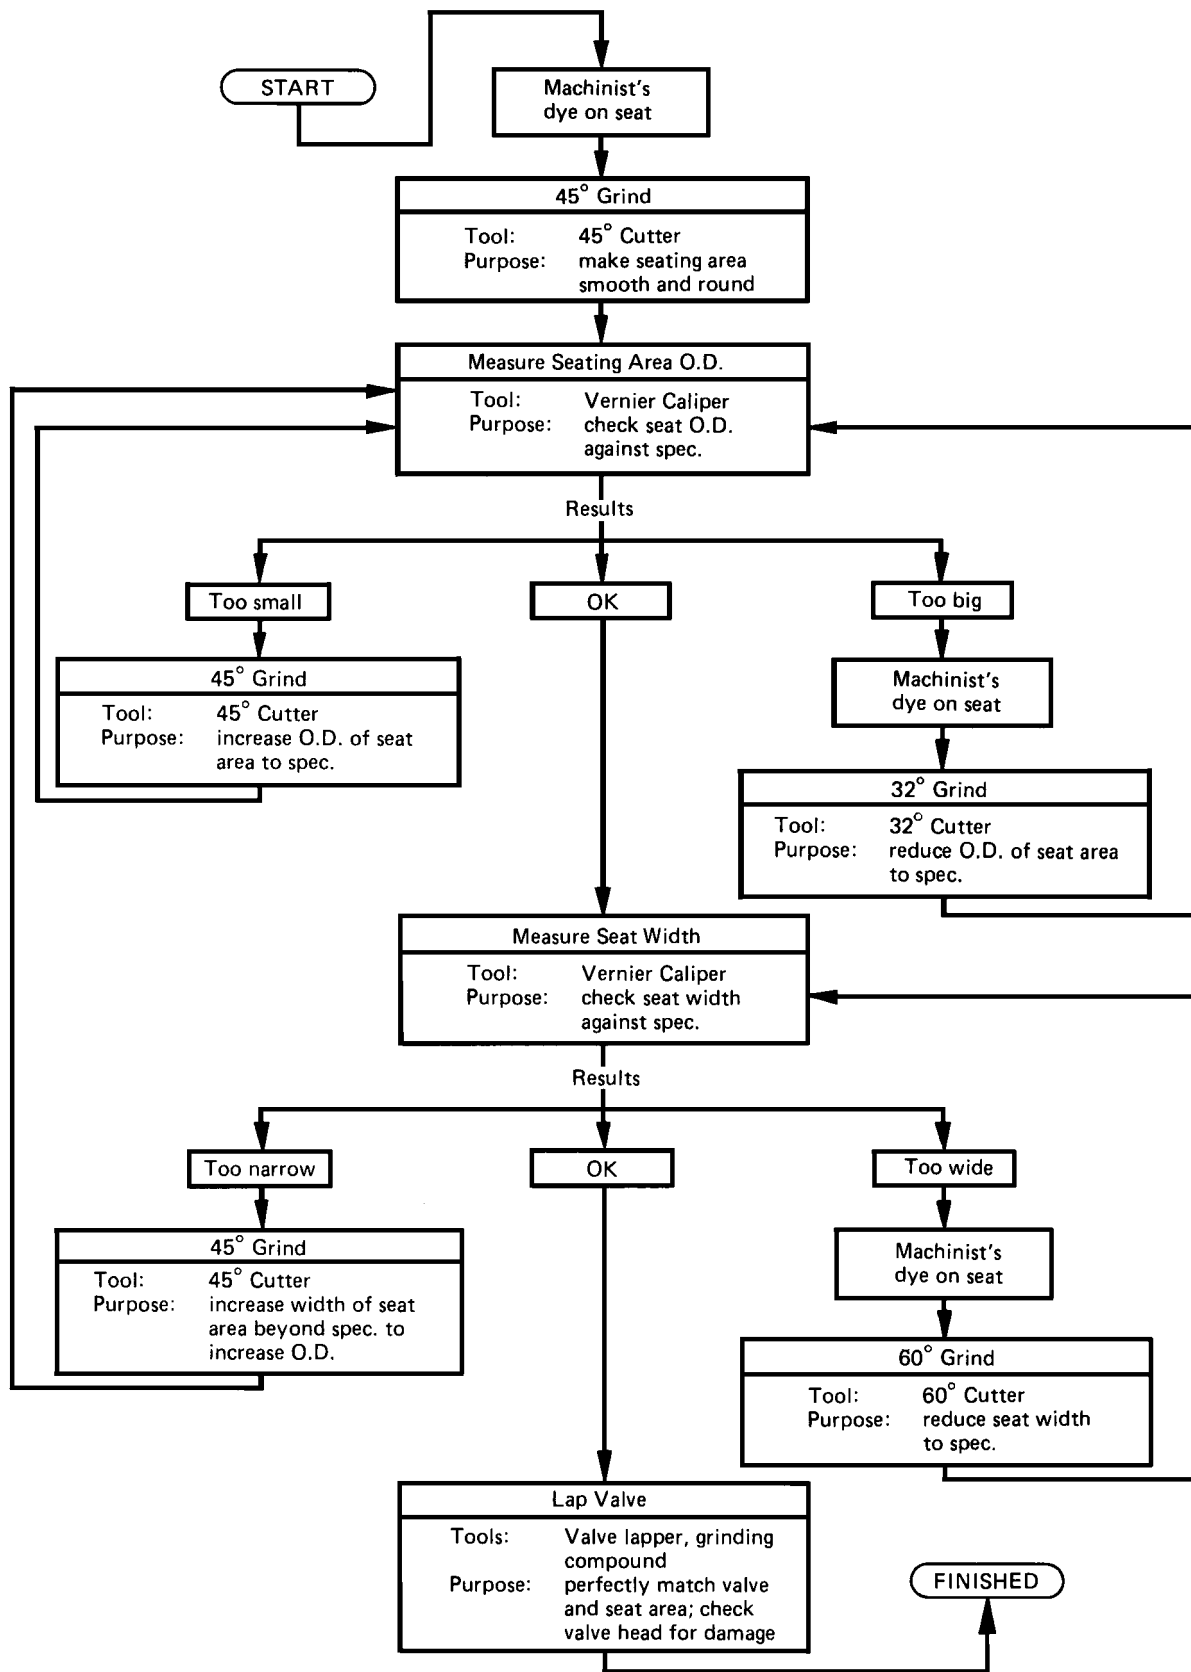 START
Machinist's
dye on seat
45° Grind
Tool: 45° Cutter
Purpose: make seating area
smooth and round
Measure Seating Area O.D.
Tool: Vernier Caliper
Purpose: check seat O.D.
against spec.
Results
Too small
OK
Too big
45° Grind
Tool: 45° Cutter
Purpose: increase O.D. of seat
area to spec.
Machinist's
dye on seat
32° Grind
Tool: 32° Cutter
Purpose: reduce O.D. of seat area
to spec.
Measure Seat Width
Tool: Vernier Caliper
Purpose: check seat width
against spec.
Results
Too narrow
OK
Too wide
45° Grind
Tool: 45° Cutter
Purpose: increase width of seat
area beyond spec. to
increase O.D.
Machinist's
dye on seat
60° Grind
Tool: 60° Cutter
Purpose: reduce seat width
to spec.
Lap Valve
Tools: Valve lapper, grinding
compound
Purpose: perfectly match valve
and seat area; check
valve head for damage
FINISHED